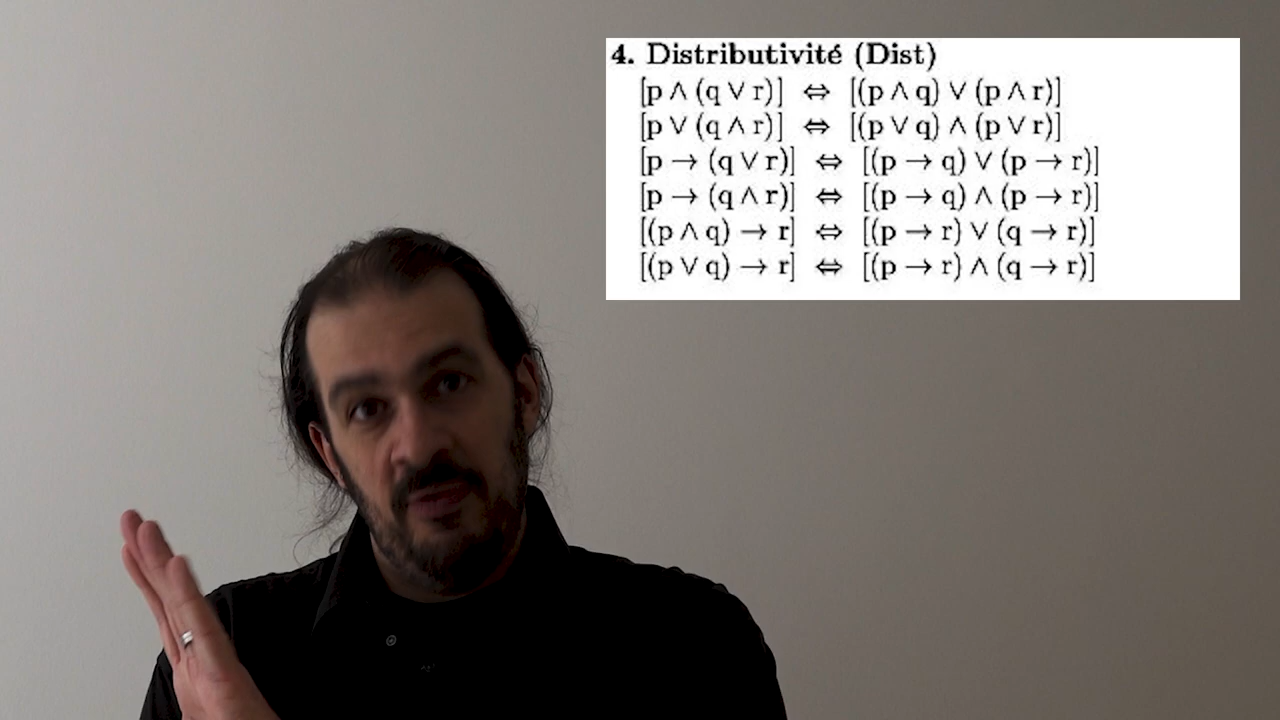 4. Distributivité (Dist)
[p ∧ (q ∨ r)] ⇔ [(p ∧ q) ∨ (p ∧ r)]
[p ∨ (q ∧ r)] ⇔ [(p ∨ q) ∧ (p ∨ r)]
[p → (q ∨ r)] ⇔ [(p → q) ∨ (p → r)]
[p → (q ∧ r)] ⇔ [(p → q) ∧ (p → r)]
[(p ∧ q) → r] ⇔ [(p → r) ∨ (q → r)]
[(p ∨ q) → r] ⇔ [(p → r) ∧ (q → r)]